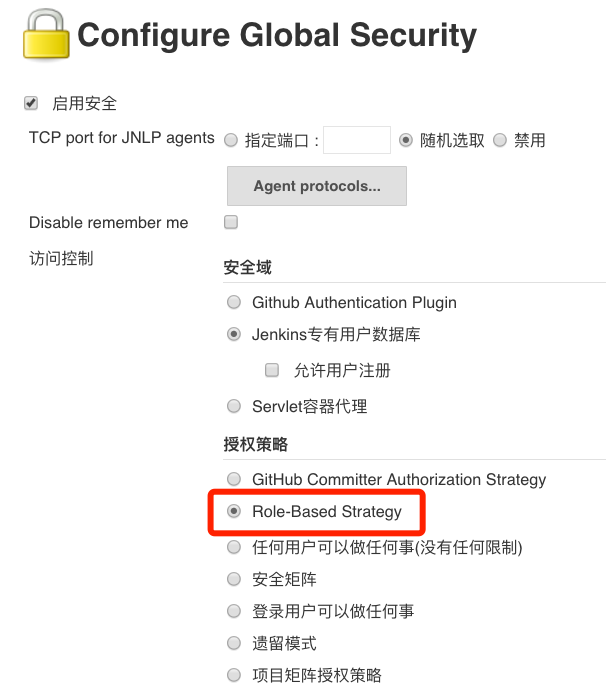 Configure Global Security
启用安全
TCP port for JNLP agents 指定端口 : 随机选取 禁用
Agent protocols...
Disable remember me
访问控制
安全域
Github Authentication Plugin
Jenkins专有用户数据库
允许用户注册
Servlet容器代理
授权策略
GitHub Committer Authorization Strategy
Role-Based Strategy
任何用户可以做任何事(没有任何限制)
安全矩阵
登录用户可以做任何事
遗留模式
项目矩阵授权策略